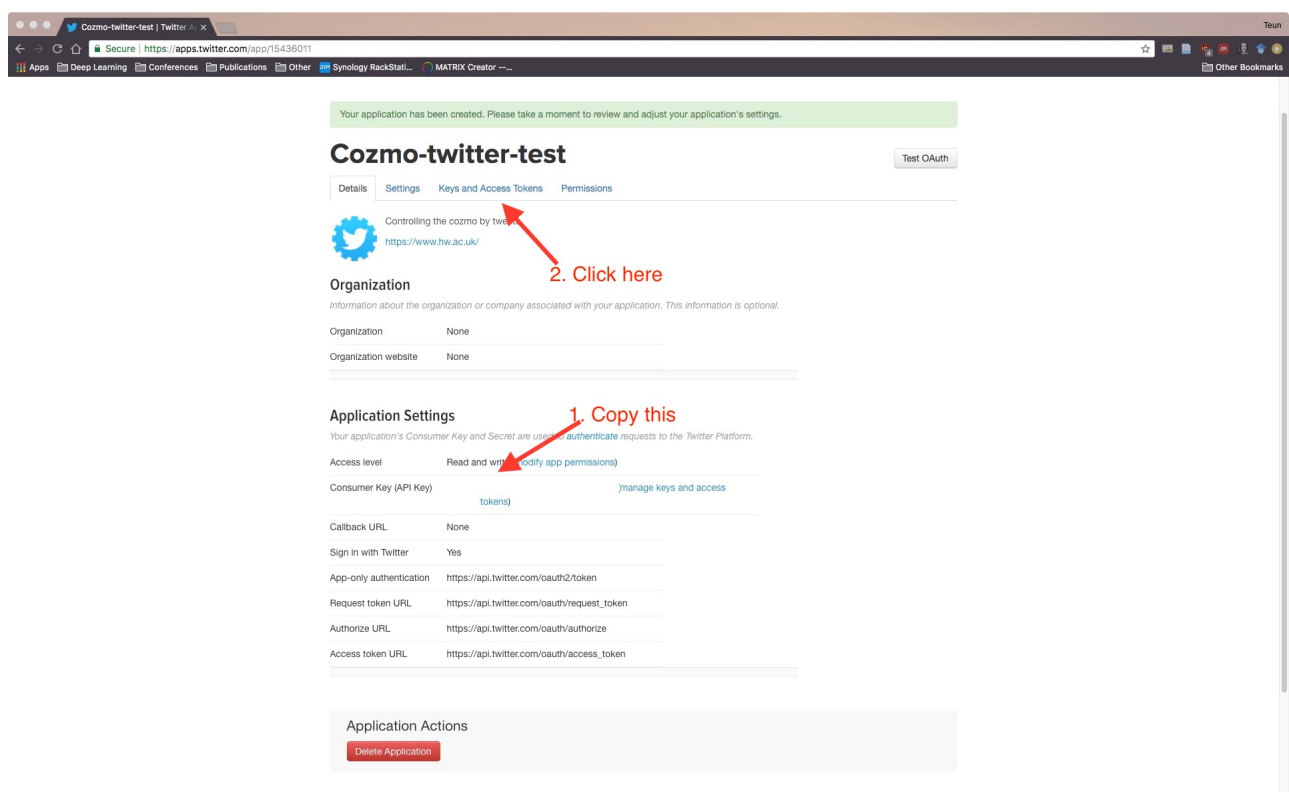 Cozmo-twitter-test | Twitter A
Teun
Secure | https://apps.twitter.com/app/15436011
Apps Deep Learning Conferences Publications Other Synology RackStati... MATRIX Creator --... Other Bookmarks
Your application has been created. Please take a moment to review and adjust your application's settings.
Cozmo-twitter-test
Test OAuth
Details Settings Keys and Access Tokens Permissions
Controlling the cozmo by
https://www.hw.ac.uk/
2. Click here
Organization
Information about the organization or company associated with your application. This information is optional.
Organization None
Organization website None
1. Copy this
Application Settings
Your application's Consumer Key and Secret are used authenticate requests to the Twitter Platform.
Access level Read and modify app permissions)
Consumer Key (API Key) manage keys and access
tokens)
Callback URL None
Sign in with Twitter Yes
App-only authentication https://api.twitter.com/oauth2/token
Request token URL https://api.twitter.com/oauth/request_token
Authorize URL https://api.twitter.com/oauth/authorize
Access token URL https://api.twitter.com/oauth/access_token
Application Actions
Delete Application